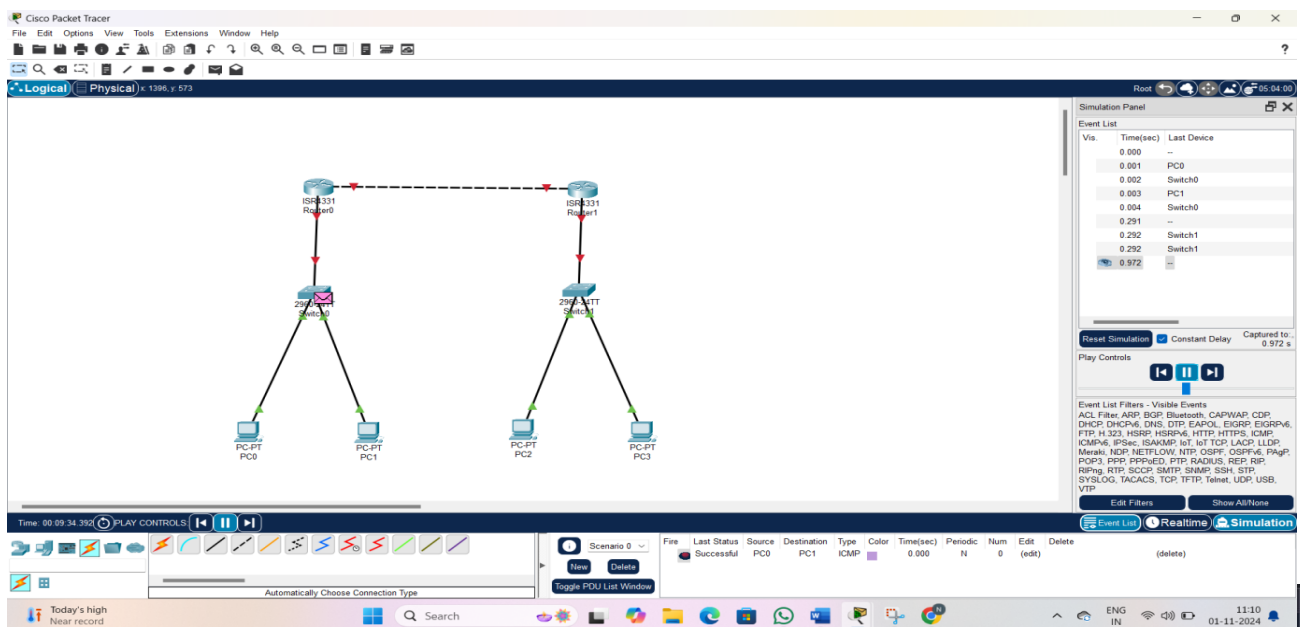 Cisco Packet Tracer
File Edit Options View Tools Extensions Window Help
?
Logical Physical x: 1396, y: 573 Root 05:04:00
Simulation Panel
Event List
Vis. Time(sec) Last Device
0.000 --
0.001 PC0
0.002 Switch0
0.003 PC1
0.004 Switch0
0.291 --
0.292 Switch1
0.292 Switch1
0.972 --
Reset Simulation Constant Delay Captured to:
0.972 s
Play Controls
Event List Filters - Visible Events
ACL Filter, ARP, BGP, Bluetooth, CAPWAP, CDP,
DHCP, DHCPv6, DNS, DTP, EAPOL, EIGRP, EIGRPv6,
FTP, H.323, HSRP, HSRPv6, HTTP, HTTPS, ICMP,
ICMPv6, IPSec, ISAKMP, IoT, IoT TCP, LACP, LLDP,
Meraki, NDP, NETFLOW, NTP, OSPF, OSPFv6, PAgP,
POP3, PPP, PPPoED, PTP, RADIUS, REP, RIP,
RIPng, RTP, SCCP, SMTP, SNMP, SSH, STP,
SYSLOG, TACACS, TCP, TFTP, Telnet, UDP, USB,
VTP
Edit Filters Show All/None
Event List Realtime Simulation
ISR4331
Router0
ISR4331
Router1
2960-24TT
Switch0
2960-24TT
Switch1
PC-PT
PC0
PC-PT
PC1
PC-PT
PC2
PC-PT
PC3
Time: 00:09:34.392 PLAY CONTROLS:
Automatically Choose Connection Type
Scenario 0
New Delete
Toggle PDU List Window
Fire Last Status Source Destination Type Color Time(sec) Periodic Num Edit Delete
Successful PC0 PC1 ICMP 0.000 N 0 (edit) (delete)
Today's high
Near record
Search
ENG
IN
11:10
01-11-2024